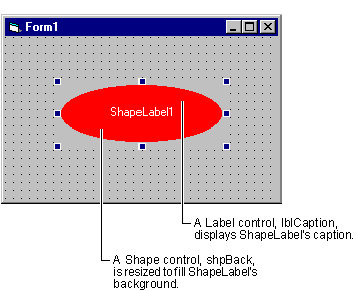 Form1
ShapeLabel1
A Label control, lblCaption,
displays ShapeLabel's caption.
A Shape control, shpBack,
is resized to fill ShapeLabel's
background.